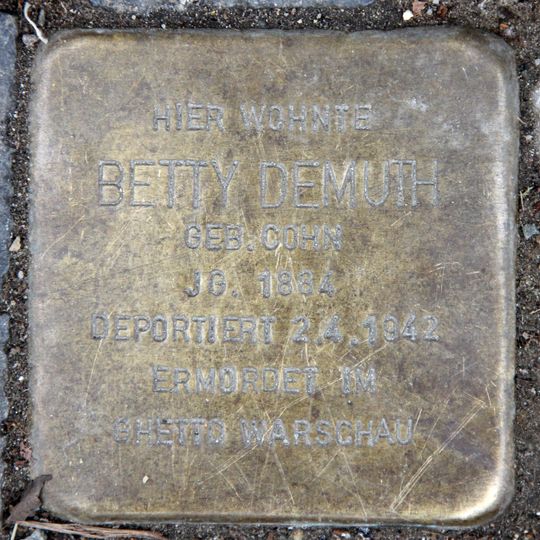 HIER WOHNTE
BETTY DEMUTH
GEB. COHN
JG. 1884
DEPORTIERT 2.4.1942
ERMORDET IM
GHETTO WARSCHAU